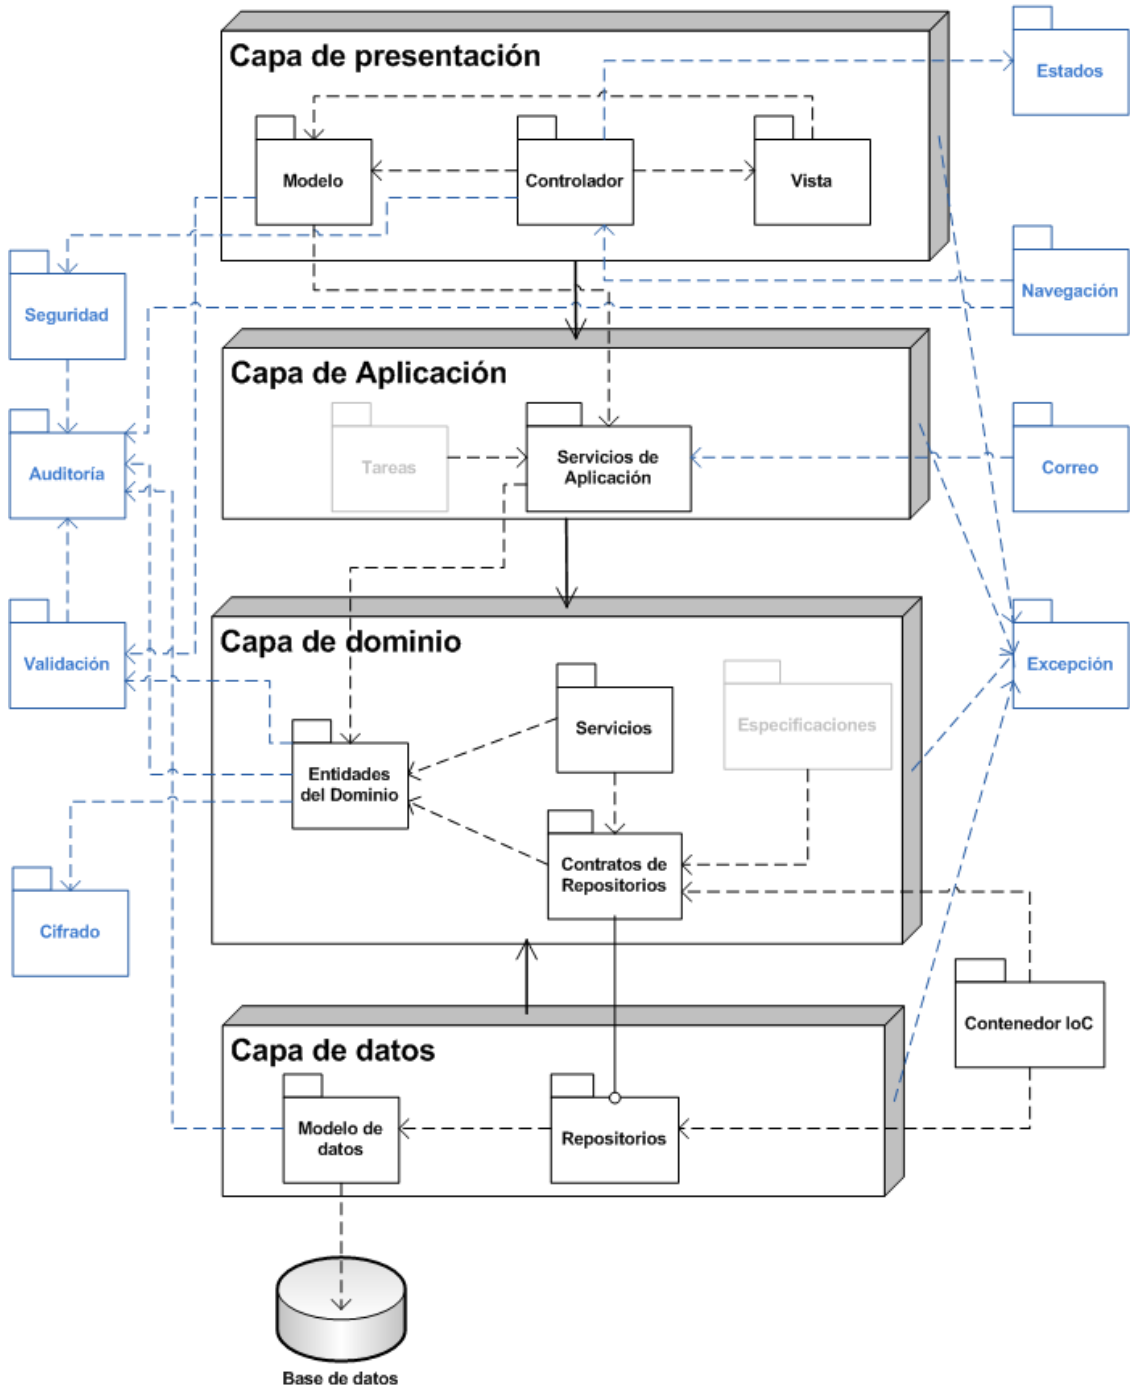 Capa de presentación
Estados
Modelo
Controlador
Vista
Seguridad
Navegación
Capa de Aplicación
Tareas
Servicios de
Aplicación
Correo
Auditoría
Validación
Capa de dominio
Excepción
Servicios
Especificaciones
Entidades
del Dominio
Contratos de
Repositorios
Cifrado
Contenedor IoC
Capa de datos
Modelo de
datos
Repositorios
Base de datos